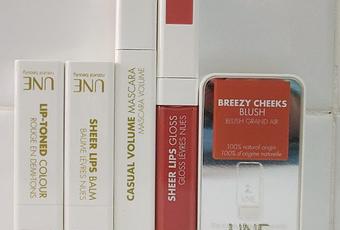 UNE
natural beauty
LIP-TONED COLOUR
ROUGE EN DEMI-TONS
UNE
natural beauty
SHEER LIPS BALM
BAUME LÈVRES NUES
CASUAL VOLUME MASCARA
MASCARA VOLUME
SHEER LIPS GLOSS
GLOSS LÈVRES NUES
BREEZY CHEEKS
BLUSH
BLUSH GRAND AIR
100% natural origin
100% d'origine naturelle
UNE